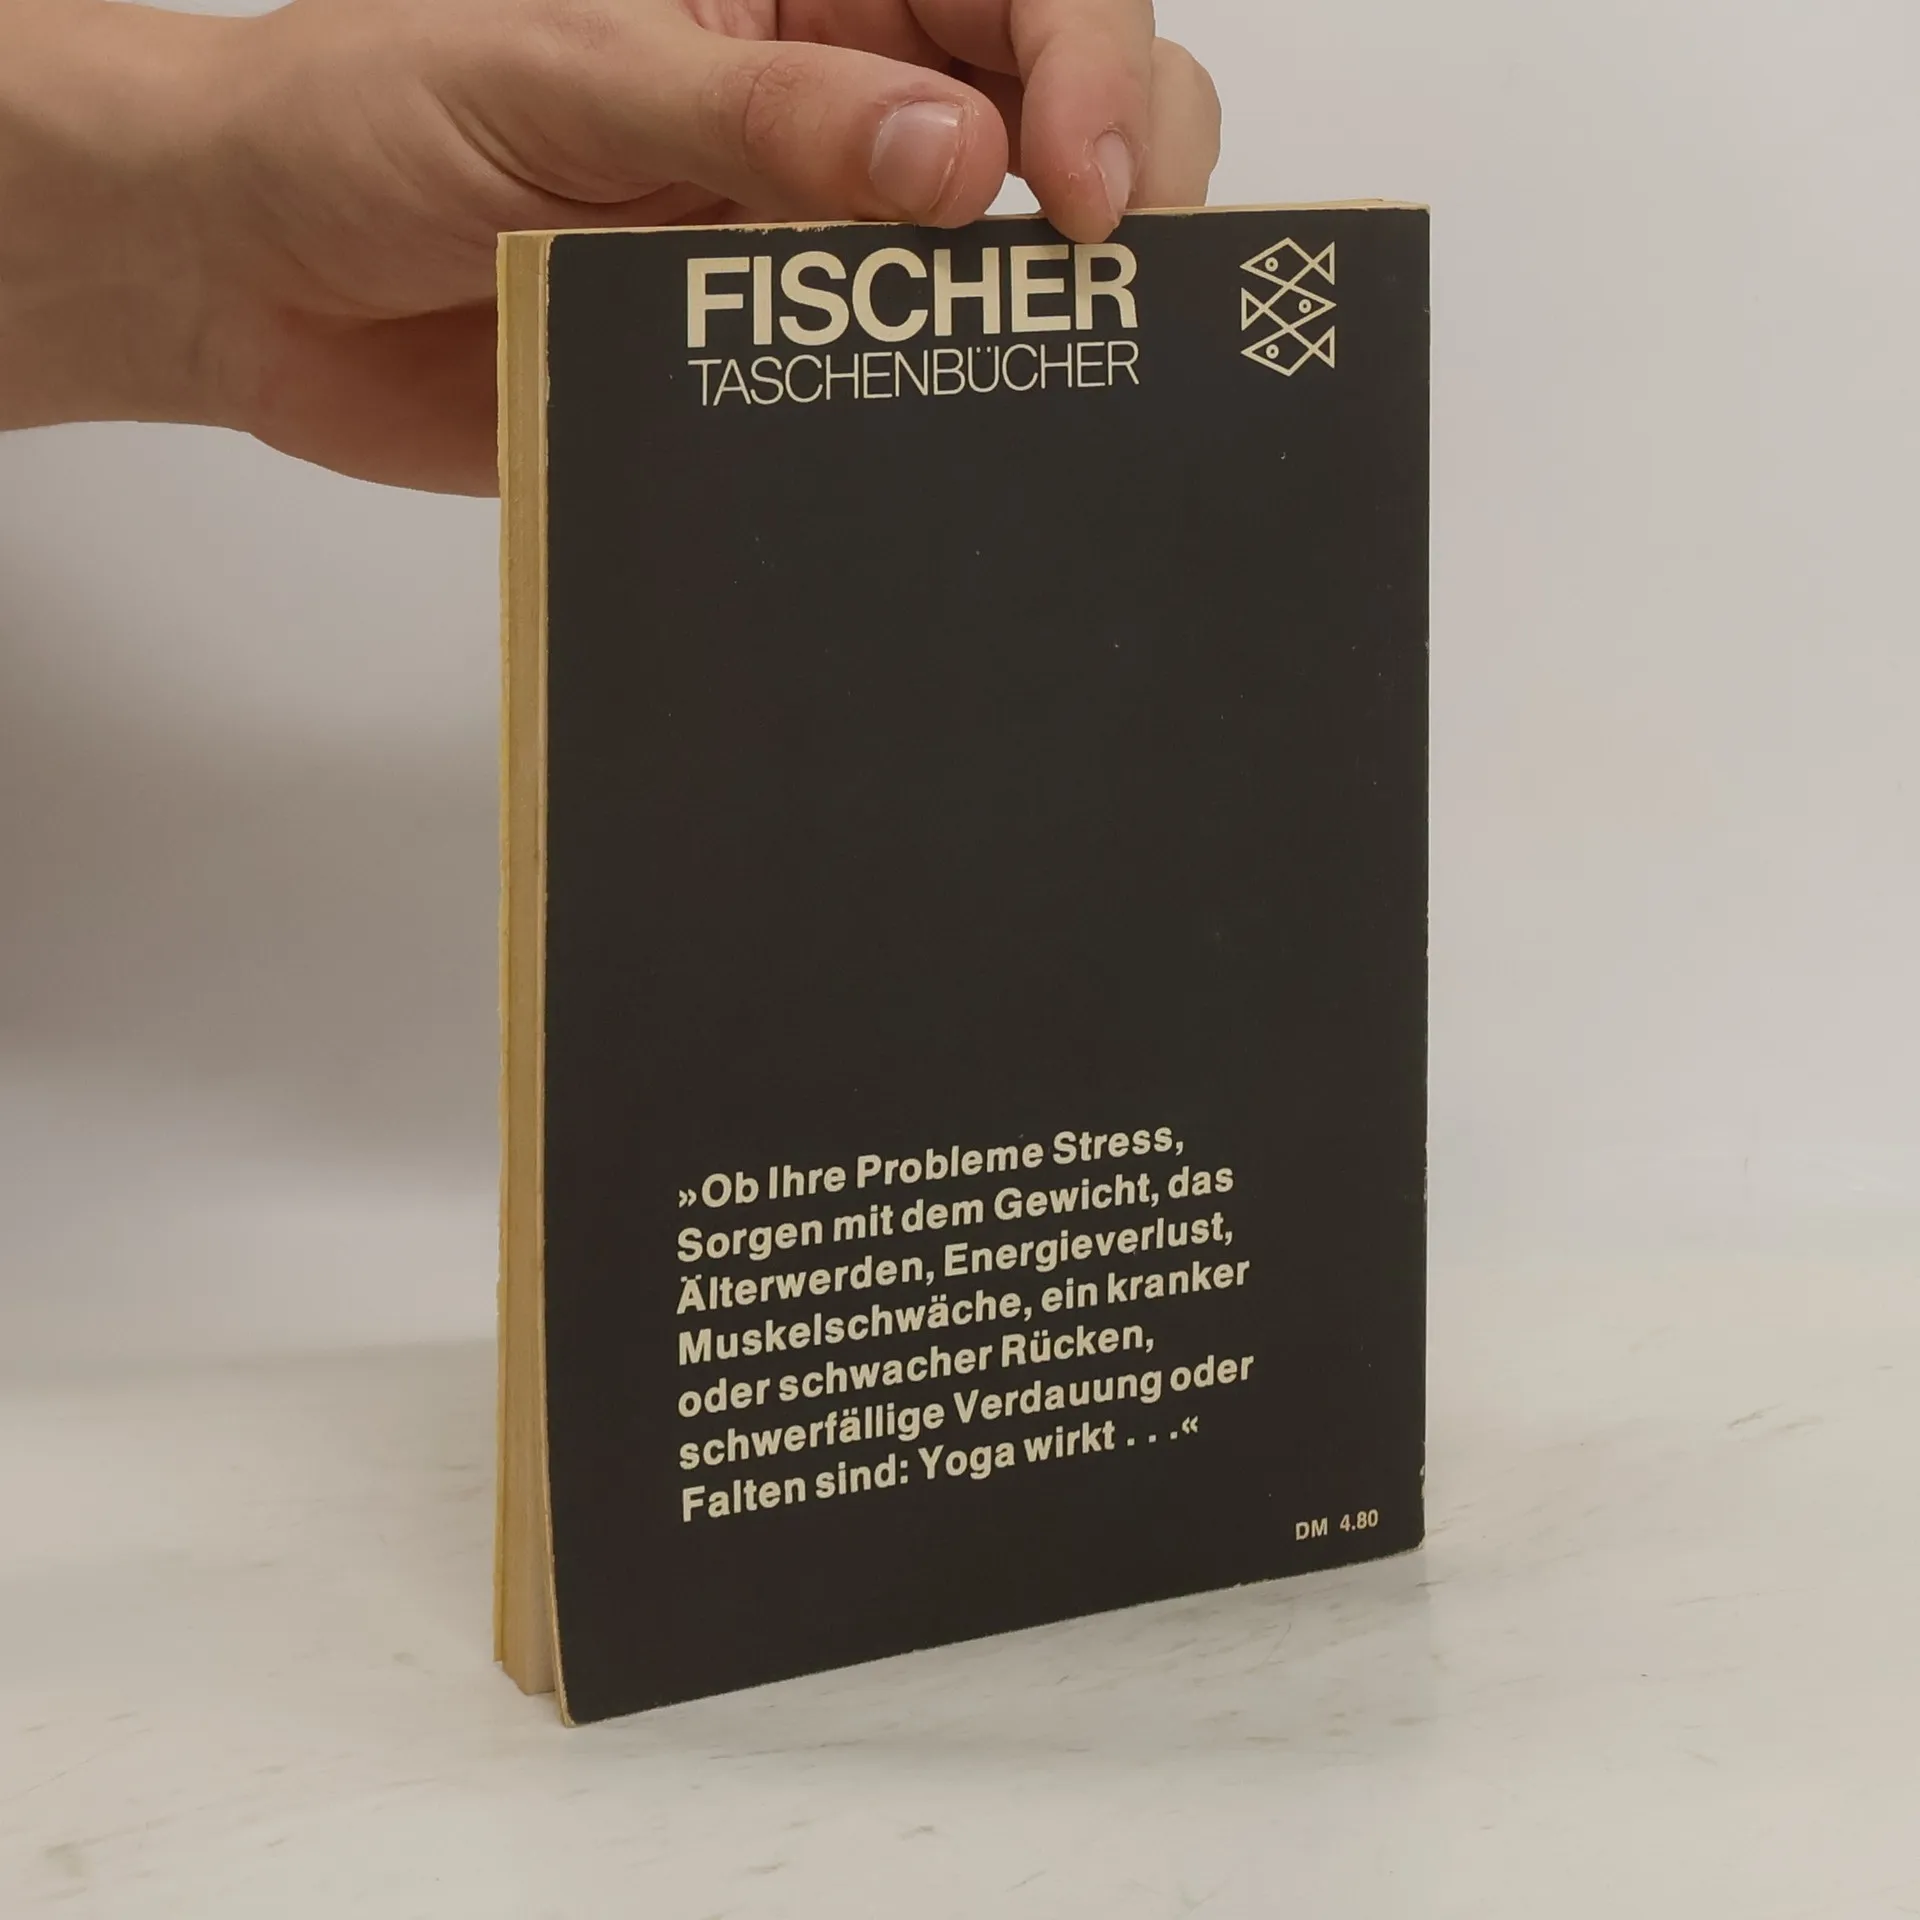 FISCHER
TASCHENBÜCHER
»Ob Ihre Probleme Stress,
Sorgen mit dem Gewicht, das
Älterwerden, Energieverlust,
Muskelschwäche, ein kranker
oder schwacher Rücken,
schwerfällige Verdauung oder
Falten sind: Yoga wirkt . . .«
DM 4.80